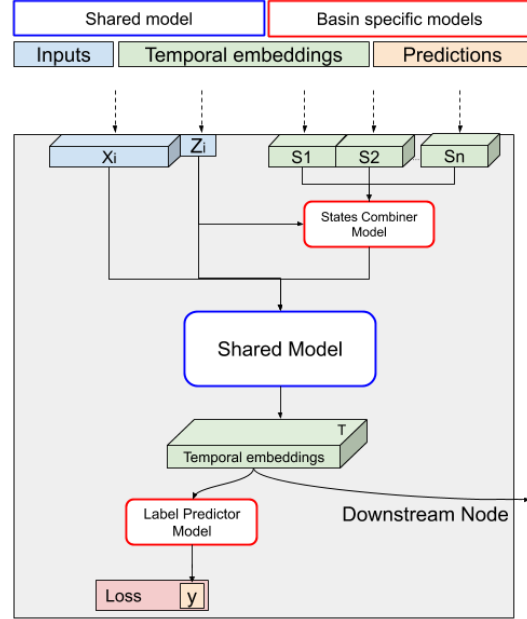 Shared model
Basin specific models
Inputs
Temporal embeddings
Predictions
Xi
Zi
S1
S2
Sn
States Combiner
Model
Shared Model
T
Temporal embeddings
Label Predictor
Model
Downstream Node
Loss
y